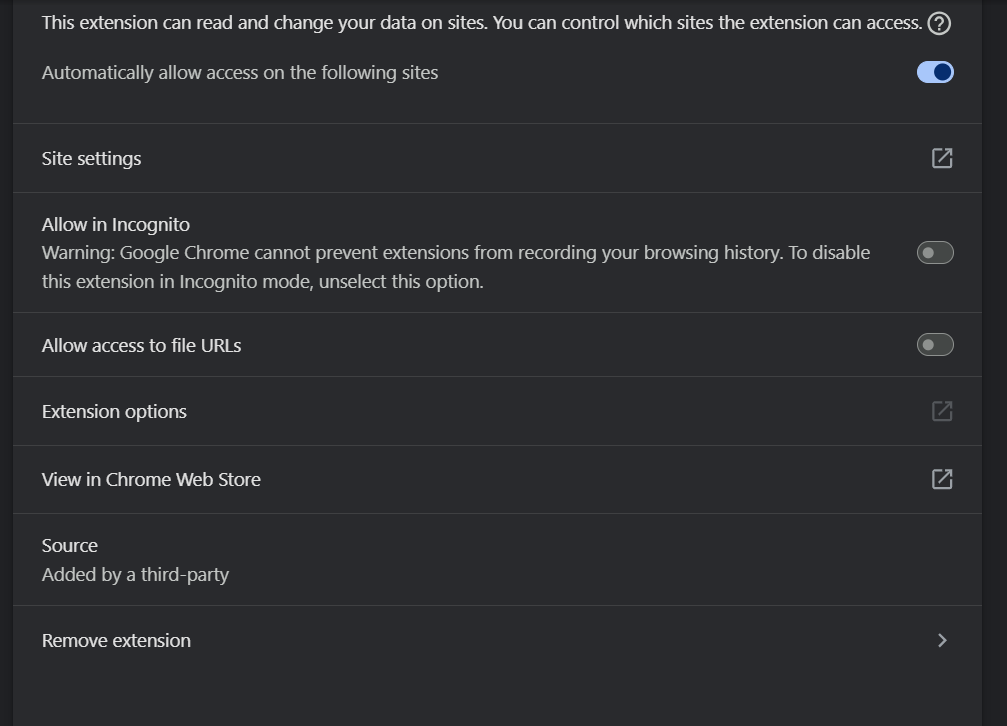 This extension can read and change your data on sites. You can control which sites the extension can access.
Automatically allow access on the following sites
Site settings
Allow in Incognito
Warning: Google Chrome cannot prevent extensions from recording your browsing history. To disable
this extension in Incognito mode, unselect this option.
Allow access to file URLs
Extension options
View in Chrome Web Store
Source
Added by a third-party
Remove extension